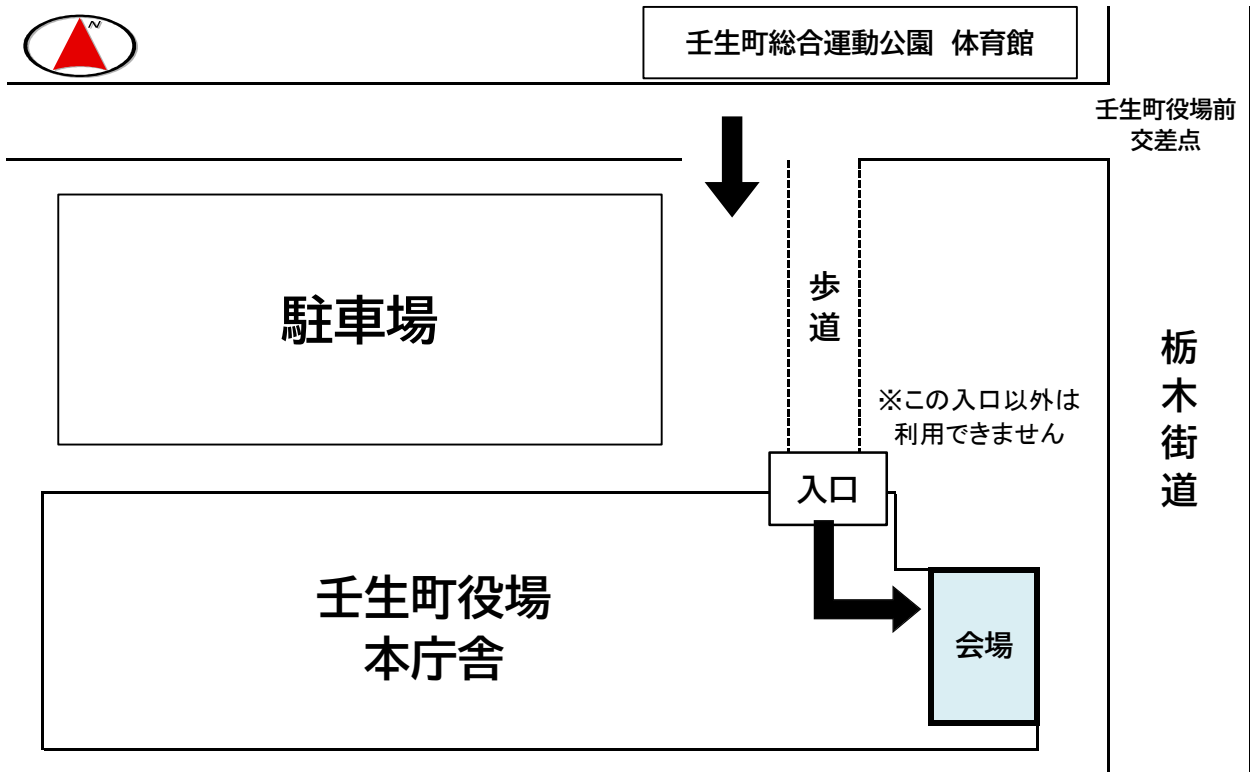 N
壬生町総合運動公園 体育館
壬生町役場前
交差点
駐車場
歩道
栃木街道
※この入口以外は
利用できません
入口
壬生町役場
本庁舎
会場